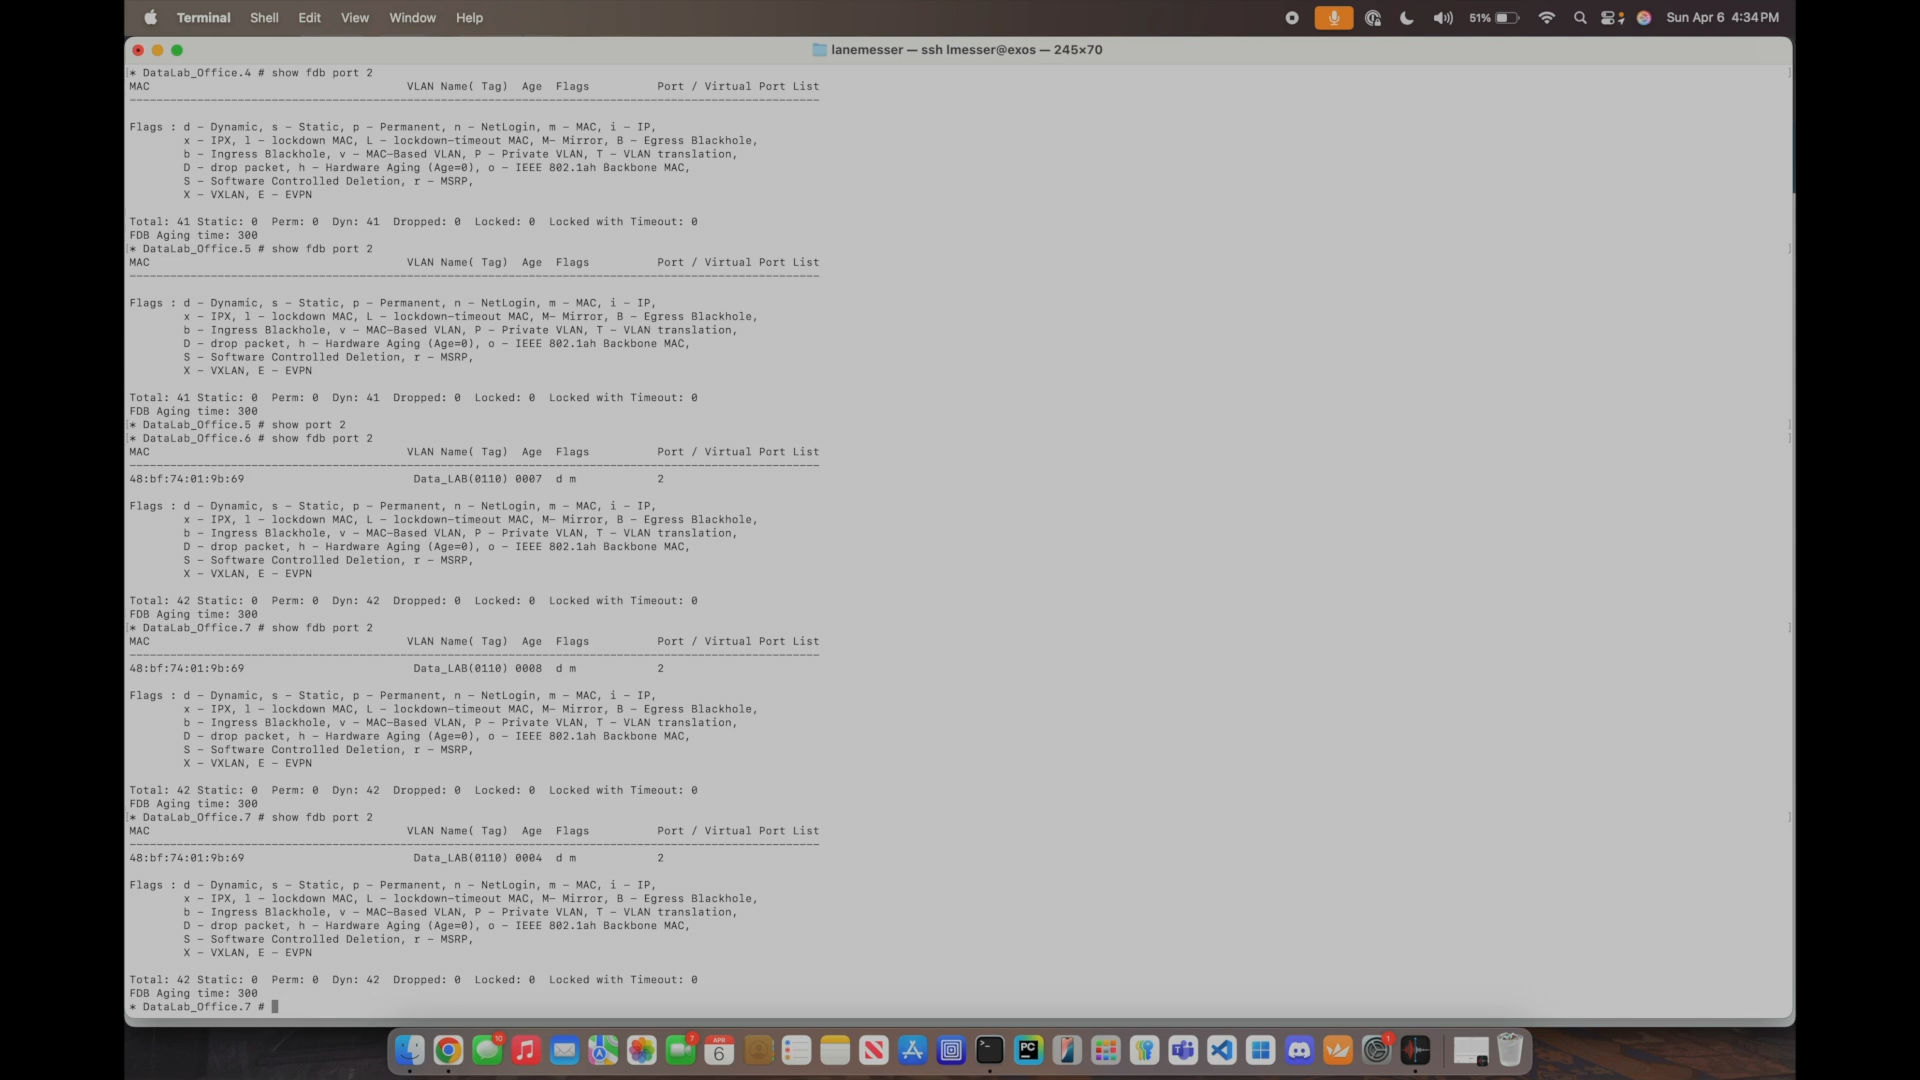 Terminal Shell Edit View Window Help 51% Sun Apr 6 4:34 PM
lanemesser — ssh lmesser@exos — 245×70
* DataLab_Office.4 # show fdb port 2
MAC VLAN Name( Tag) Age Flags Port / Virtual Port List
Flags : d - Dynamic, s - Static, p - Permanent, n - NetLogin, m - MAC, i - IP,
x - IPX, l - lockdown MAC, L - lockdown-timeout MAC, M- Mirror, B - Egress Blackhole,
b - Ingress Blackhole, v - MAC-Based VLAN, P - Private VLAN, T - VLAN translation,
D - drop packet, h - Hardware Aging (Age=0), o - IEEE 802.1ah Backbone MAC,
S - Software Controlled Deletion, r - MSRP,
X - VXLAN, E - EVPN
Total: 41 Static: 0 Perm: 0 Dyn: 41 Dropped: 0 Locked: 0 Locked with Timeout: 0
FDB Aging time: 300
* DataLab_Office.5 # show fdb port 2
MAC VLAN Name( Tag) Age Flags Port / Virtual Port List
Flags : d - Dynamic, s - Static, p - Permanent, n - NetLogin, m - MAC, i - IP,
x - IPX, l - lockdown MAC, L - lockdown-timeout MAC, M- Mirror, B - Egress Blackhole,
b - Ingress Blackhole, v - MAC-Based VLAN, P - Private VLAN, T - VLAN translation,
D - drop packet, h - Hardware Aging (Age=0), o - IEEE 802.1ah Backbone MAC,
S - Software Controlled Deletion, r - MSRP,
X - VXLAN, E - EVPN
Total: 41 Static: 0 Perm: 0 Dyn: 41 Dropped: 0 Locked: 0 Locked with Timeout: 0
FDB Aging time: 300
* DataLab_Office.5 # show port 2
* DataLab_Office.6 # show fdb port 2
MAC VLAN Name( Tag) Age Flags Port / Virtual Port List
48:bf:74:01:9b:69 Data_LAB(0110) 0007 d m 2
Flags : d - Dynamic, s - Static, p - Permanent, n - NetLogin, m - MAC, i - IP,
x - IPX, l - lockdown MAC, L - lockdown-timeout MAC, M- Mirror, B - Egress Blackhole,
b - Ingress Blackhole, v - MAC-Based VLAN, P - Private VLAN, T - VLAN translation,
D - drop packet, h - Hardware Aging (Age=0), o - IEEE 802.1ah Backbone MAC,
S - Software Controlled Deletion, r - MSRP,
X - VXLAN, E - EVPN
Total: 42 Static: 0 Perm: 0 Dyn: 42 Dropped: 0 Locked: 0 Locked with Timeout: 0
FDB Aging time: 300
* DataLab_Office.7 # show fdb port 2
MAC VLAN Name( Tag) Age Flags Port / Virtual Port List
48:bf:74:01:9b:69 Data_LAB(0110) 0008 d m 2
Flags : d - Dynamic, s - Static, p - Permanent, n - NetLogin, m - MAC, i - IP,
x - IPX, l - lockdown MAC, L - lockdown-timeout MAC, M- Mirror, B - Egress Blackhole,
b - Ingress Blackhole, v - MAC-Based VLAN, P - Private VLAN, T - VLAN translation,
D - drop packet, h - Hardware Aging (Age=0), o - IEEE 802.1ah Backbone MAC,
S - Software Controlled Deletion, r - MSRP,
X - VXLAN, E - EVPN
Total: 42 Static: 0 Perm: 0 Dyn: 42 Dropped: 0 Locked: 0 Locked with Timeout: 0
FDB Aging time: 300
* DataLab_Office.7 # show fdb port 2
MAC VLAN Name( Tag) Age Flags Port / Virtual Port List
48:bf:74:01:9b:69 Data_LAB(0110) 0004 d m 2
Flags : d - Dynamic, s - Static, p - Permanent, n - NetLogin, m - MAC, i - IP,
x - IPX, l - lockdown MAC, L - lockdown-timeout MAC, M- Mirror, B - Egress Blackhole,
b - Ingress Blackhole, v - MAC-Based VLAN, P - Private VLAN, T - VLAN translation,
D - drop packet, h - Hardware Aging (Age=0), o - IEEE 802.1ah Backbone MAC,
S - Software Controlled Deletion, r - MSRP,
X - VXLAN, E - EVPN
Total: 42 Static: 0 Perm: 0 Dyn: 42 Dropped: 0 Locked: 0 Locked with Timeout: 0
FDB Aging time: 300
* DataLab_Office.7 #
10 7 APR 6 PC 1